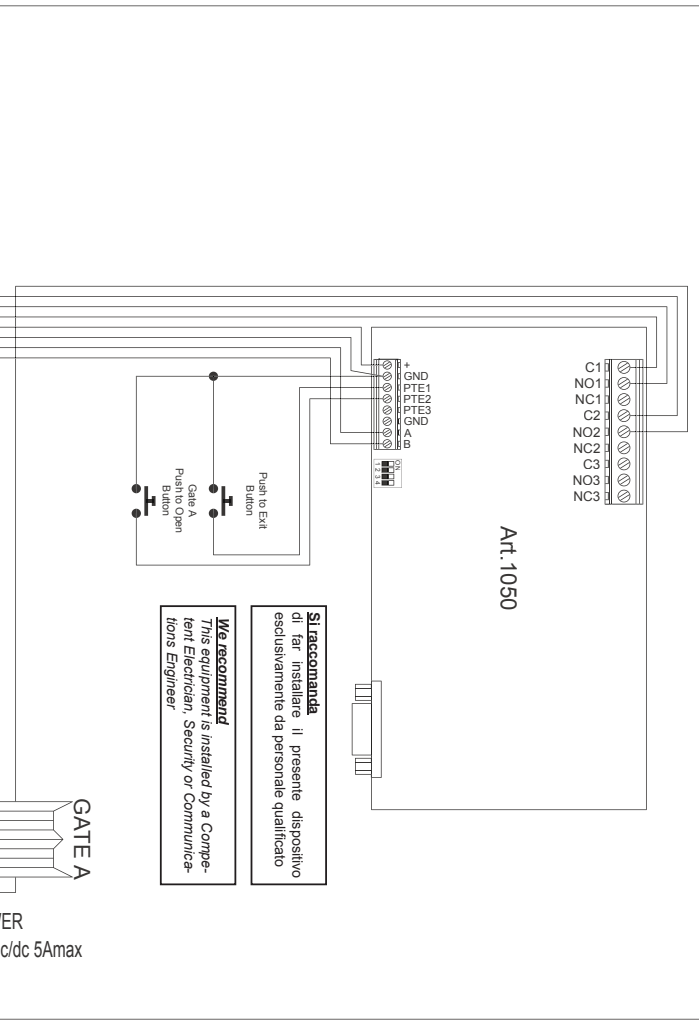 C1
NO1
NC1
C2
NO2
NC2
C3
NO3
NC3
+
GND
PTE1
PTE2
PTE3
GND
A
B
ON
1 2 3 4
Art.1050
Push to Exit
Button
Gate A
Push to Open
Button
Si raccomanda
di far installare il presente dispositivo
esclusivamente da personale qualificato
We recommend
This equipment is installed by a Compe-
tent Electrician, Security or Communica-
tions Engineer
GATE A
c/dc 5Amax